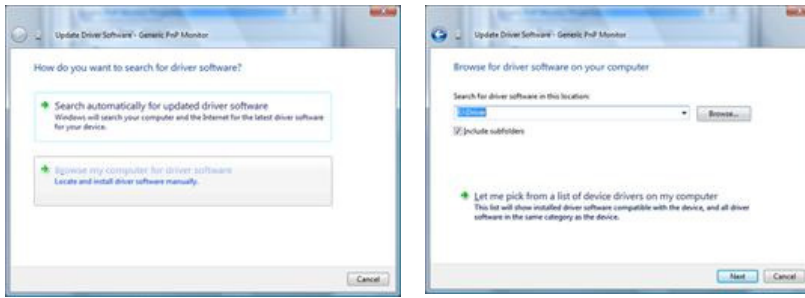 Update Driver Software - Generic PnP Monitor
How do you want to search for driver software?
Search automatically for updated driver software
Windows will search your computer and the Internet for the latest driver software
for your device.
Browse my computer for driver software
Locate and install driver software manually.
Cancel
Update Driver Software - Generic PnP Monitor
Browse for driver software on your computer
Search for driver software in this location:
Browse...
Include subfolders
Let me pick from a list of device drivers on my computer
This list will show installed driver software compatible with the device, and all driver
software in the same category as the device.
Next Cancel